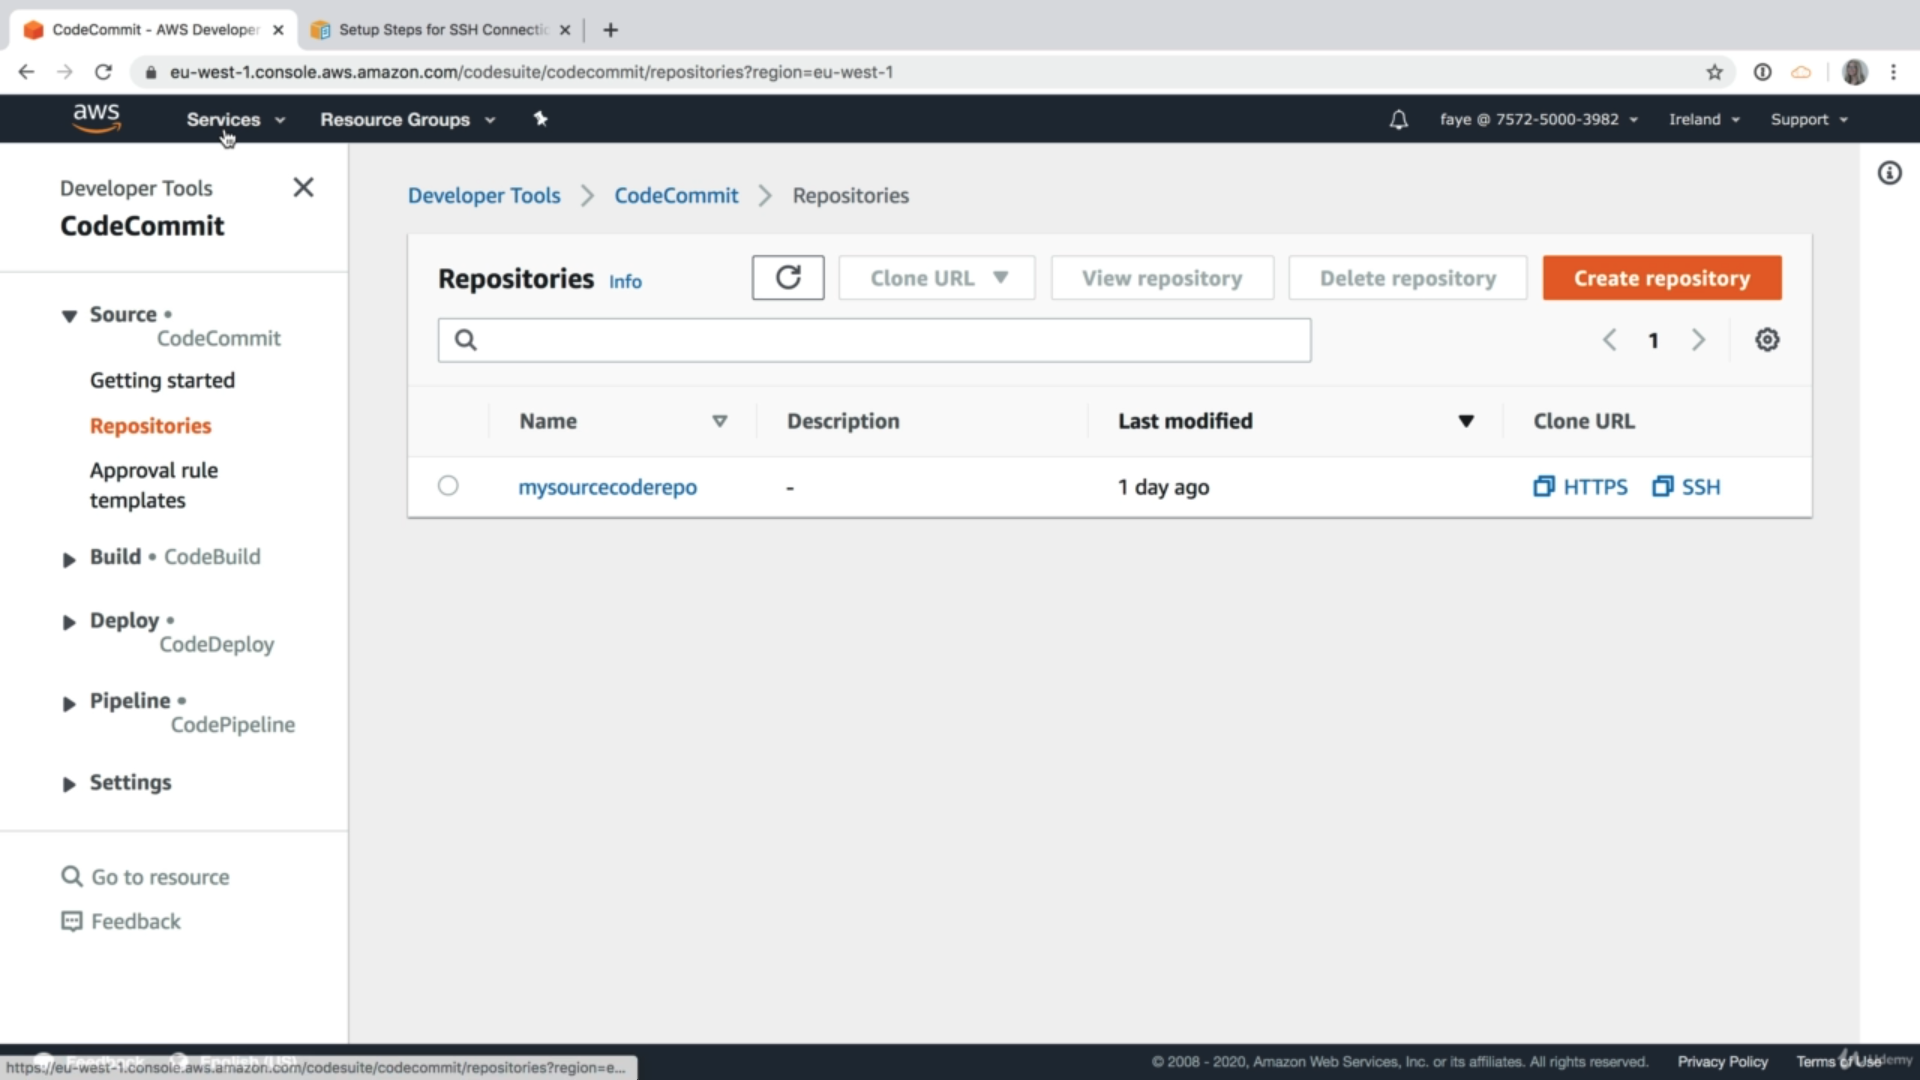 CodeCommit - AWS Developer
Setup Steps for SSH Connectio
eu-west-1.console.aws.amazon.com/codesuite/codecommit/repositories?region=eu-west-1
aws
Services
Resource Groups
faye @ 7572-5000-3982
Ireland
Support
Developer Tools
CodeCommit
Source •
CodeCommit
Getting started
Repositories
Approval rule
templates
Build • CodeBuild
Deploy •
CodeDeploy
Pipeline •
CodePipeline
Settings
Go to resource
Feedback
Developer Tools
CodeCommit
Repositories
Repositories Info
Clone URL
View repository
Delete repository
Create repository
1
Name
Description
Last modified
Clone URL
mysourcecoderepo
-
1 day ago
HTTPS
SSH
Feedback
English (US)
https://eu-west-1.console.aws.amazon.com/codesuite/codecommit/repositories?region=e...
© 2008 - 2020, Amazon Web Services, Inc. or its affiliates. All rights reserved.
Privacy Policy
Terms of Use
Udemy